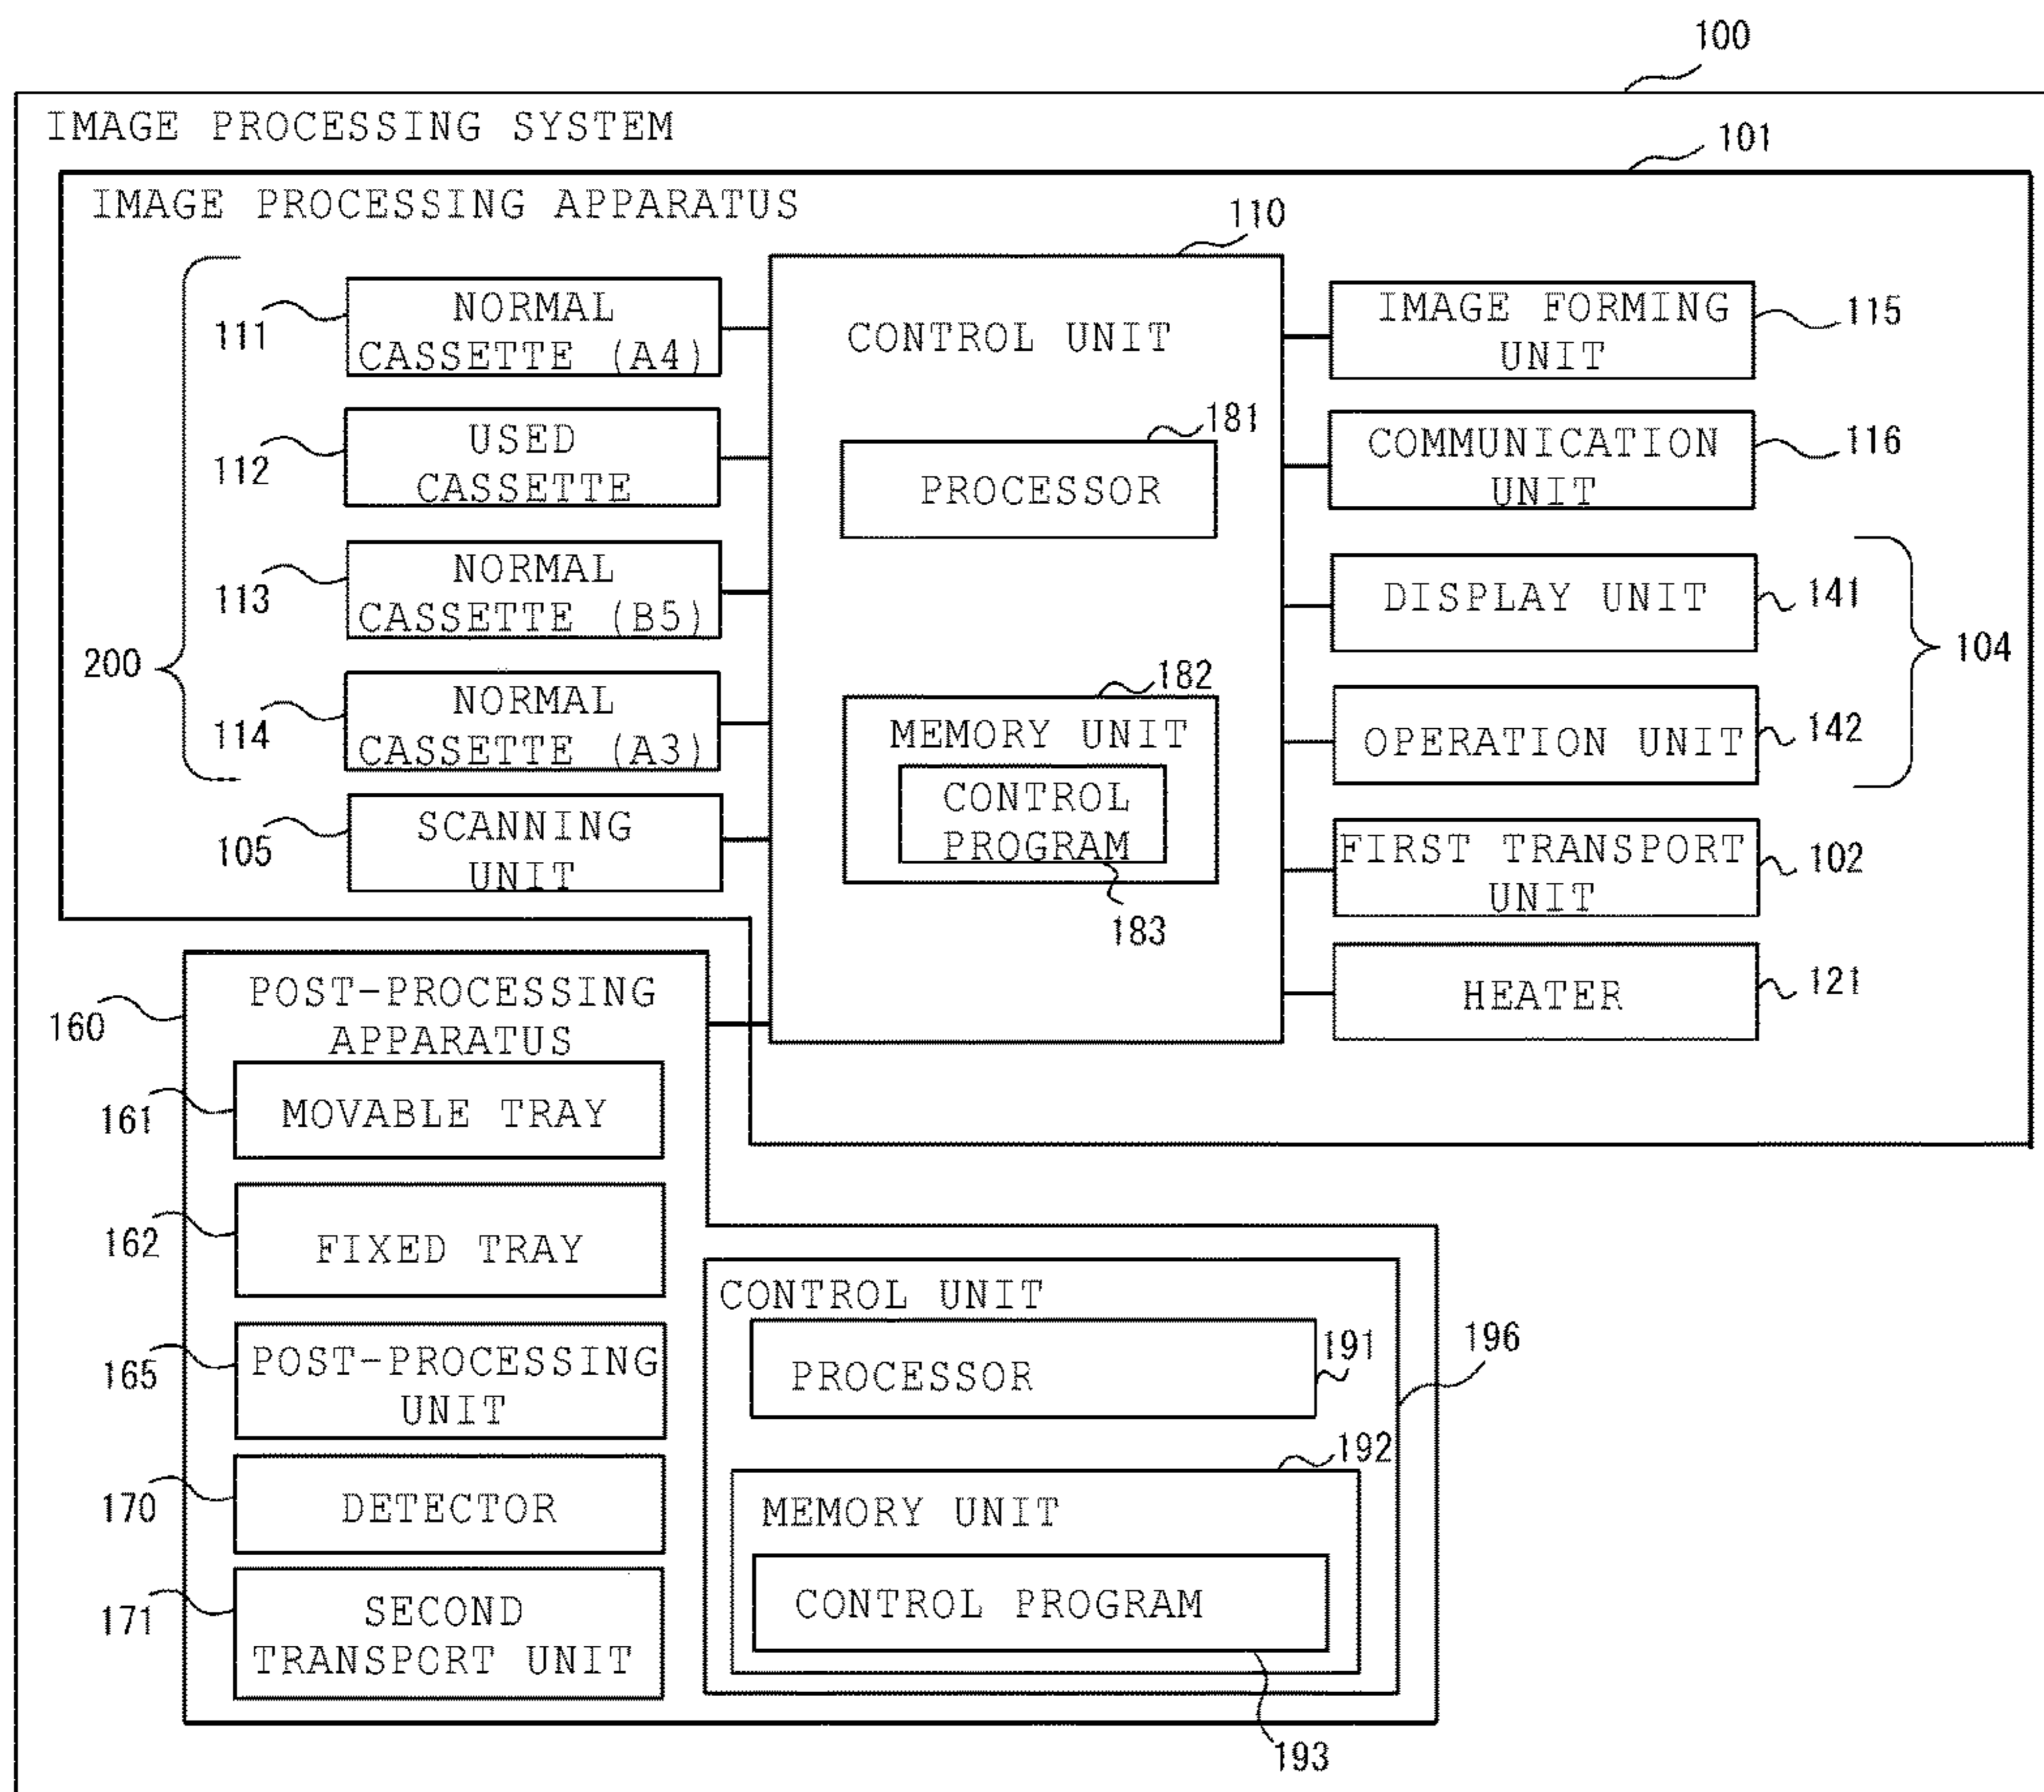 100
IMAGE PROCESSING SYSTEM
101
IMAGE PROCESSING APPARATUS
110
111
NORMAL
CASSETTE (A4)
112
USED
CASSETTE
113
NORMAL
CASSETTE (B5)
200
114
NORMAL
CASSETTE (A3)
105
SCANNING
UNIT
CONTROL UNIT
181
PROCESSOR
182
MEMORY UNIT
CONTROL
PROGRAM
183
IMAGE FORMING
UNIT
115
COMMUNICATION
UNIT
116
DISPLAY UNIT
141
104
OPERATION UNIT
142
FIRST TRANSPORT
UNIT
102
HEATER
121
160
POST-PROCESSING
APPARATUS
161
MOVABLE TRAY
162
FIXED TRAY
165
POST-PROCESSING
UNIT
170
DETECTOR
171
SECOND
TRANSPORT UNIT
CONTROL UNIT
196
PROCESSOR
191
192
MEMORY UNIT
CONTROL PROGRAM
193